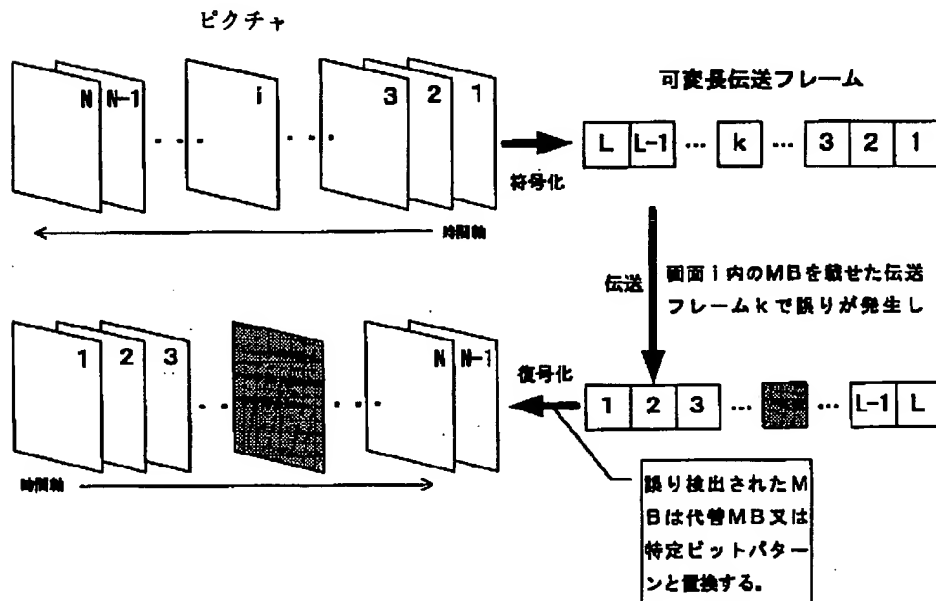 ピクチャ
N N-1 ... i ... 3 2 1
可変長伝送フレーム
L L-1 ... k ... 3 2 1
符号化
時間軸
伝送
画面i内のMBを載せた伝送
フレームkで誤りが発生し
1 2 3 ... N N-1
復号化
1 2 3 ... ... L-1 L
時間軸
誤り検出されたM
Bは代替MB又は
特定ビットパター
ンと置換する。